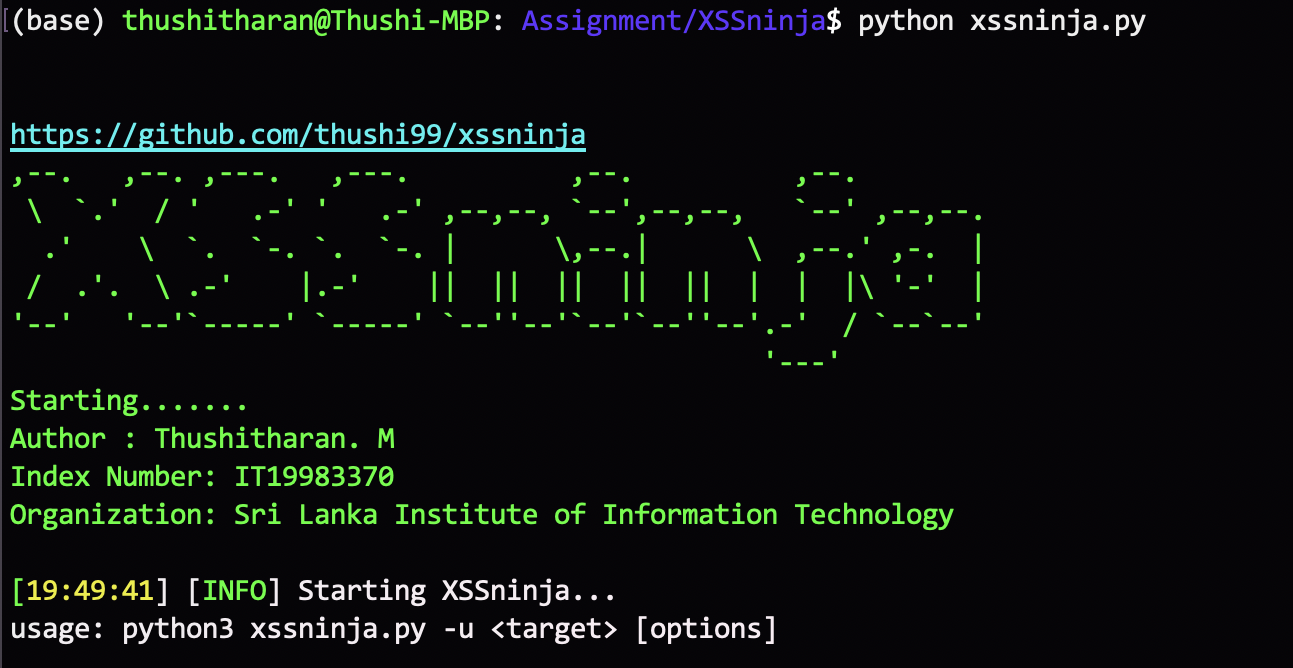 (base) thushitharan@Thushi-MBP: Assignment/XSSninja$ python xssninja.py
https://github.com/thushi99/xssninja
XSSninja
Starting.......
Author : Thushitharan. M
Index Number: IT19983370
Organization: Sri Lanka Institute of Information Technology
[19:49:41] [INFO] Starting XSSninja...
usage: python3 xssninja.py -u <target> [options]